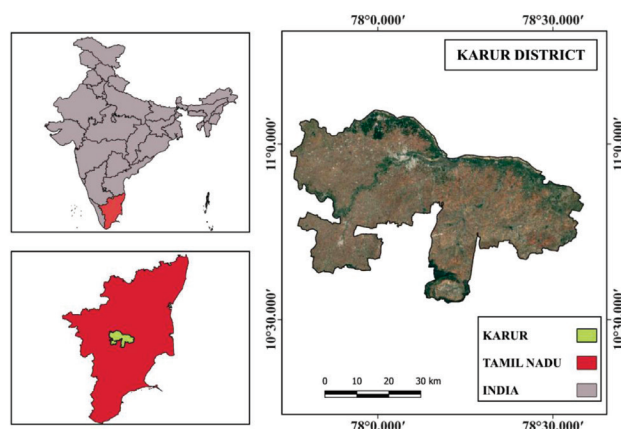 78°0.000′
78°30.000′
KARUR DISTRICT
11°0.000′
11°0.000′
10°30.000′
10°30.000′
KARUR
TAMIL NADU
INDIA
0
10
20
30 km
78°0.000′
78°30.000′